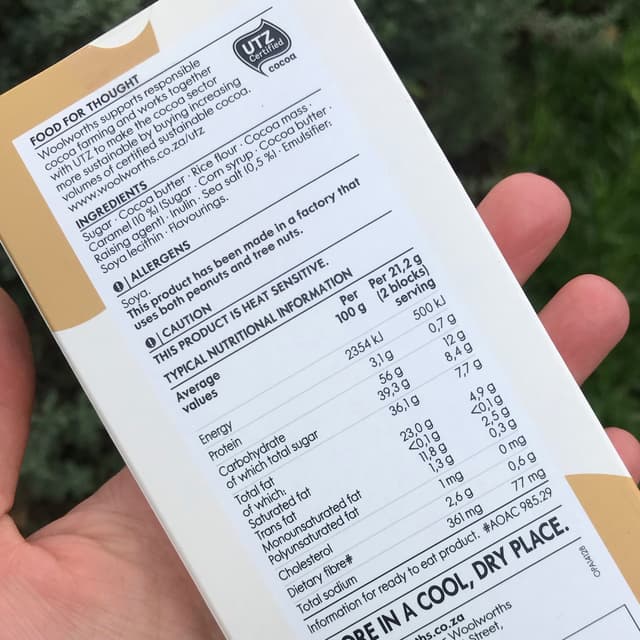 UTZ
Certified
cocoa
FOOD FOR THOUGHT
Woolworths supports responsible
cocoa farming and works together
with UTZ to make the cocoa sector
more sustainable by buying increasing
volumes of certified sustainable cocoa.
www.woolworths.co.za/utz
INGREDIENTS
Sugar · Cocoa butter · Rice flour · Cocoa mass ·
Caramel (10 %) (Sugar · Corn syrup · Cocoa butter ·
Raising agent) · Inulin · Sea salt (0,5 %) · Emulsifier:
Soya lecithin · Flavourings.
ALLERGENS
Soya.
This product has been made in a factory that
uses both peanuts and tree nuts.
CAUTION
THIS PRODUCT IS HEAT SENSITIVE.
TYPICAL NUTRITIONAL INFORMATION
Average values Per 100 g Per 21,2 g (2 blocks) serving
Energy 2354 kJ 500 kJ
Protein 3,1 g 0,7 g
Carbohydrate 56 g 12 g
of which total sugar 39,3 g 8,4 g
Total fat 36,1 g 7,7 g
of which
Saturated fat 23,0 g 4,9 g
Trans fat <0,1 g <0,1 g
Monounsaturated fat 11,8 g 2,5 g
Polyunsaturated fat 1,3 g 0,3 g
Cholesterol 1 mg 0 mg
Dietary fibre# 2,6 g 0,6 g
Total sodium 361 mg 77 mg
Information for ready to eat product. #AOAC 985.29
ORE IN A COOL, DRY PLACE.
ths.co.za
Woolworths
Street,